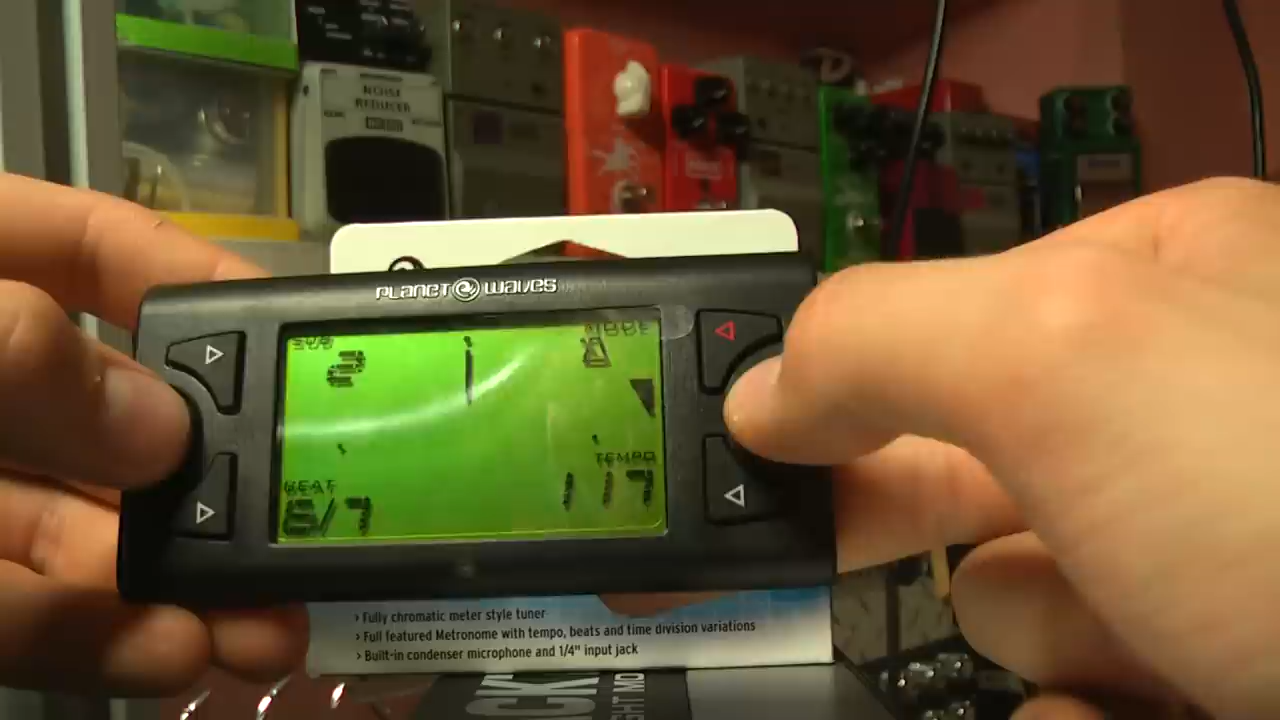 NOISE
REDUCER
PLANET WAVES
SUB
MODE
2
BEAT
6/7
TEMPO
117
› Fully chromatic meter style tuner
› Full featured Metronome with tempo, beats and time division variations
› Built-in condenser microphone and 1/4" input jack